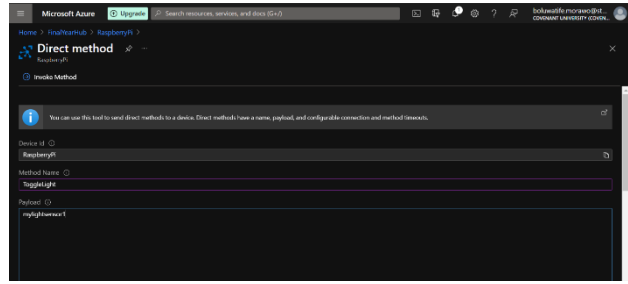 Microsoft Azure
Upgrade
Search resources, services, and docs (G+/)
boluwatife.morawo@st...
COVENANT UNIVERSITY (COVEN...
Home > FinalYearHub > RaspberryPi >
Direct method
RaspberryPi
Invoke Method
You can use this tool to send direct methods to a device. Direct methods have a name, payload, and configurable connection and method timeouts.
Device id
RaspberryPi
Method Name
ToggleLight
Payload
mylightsensor1